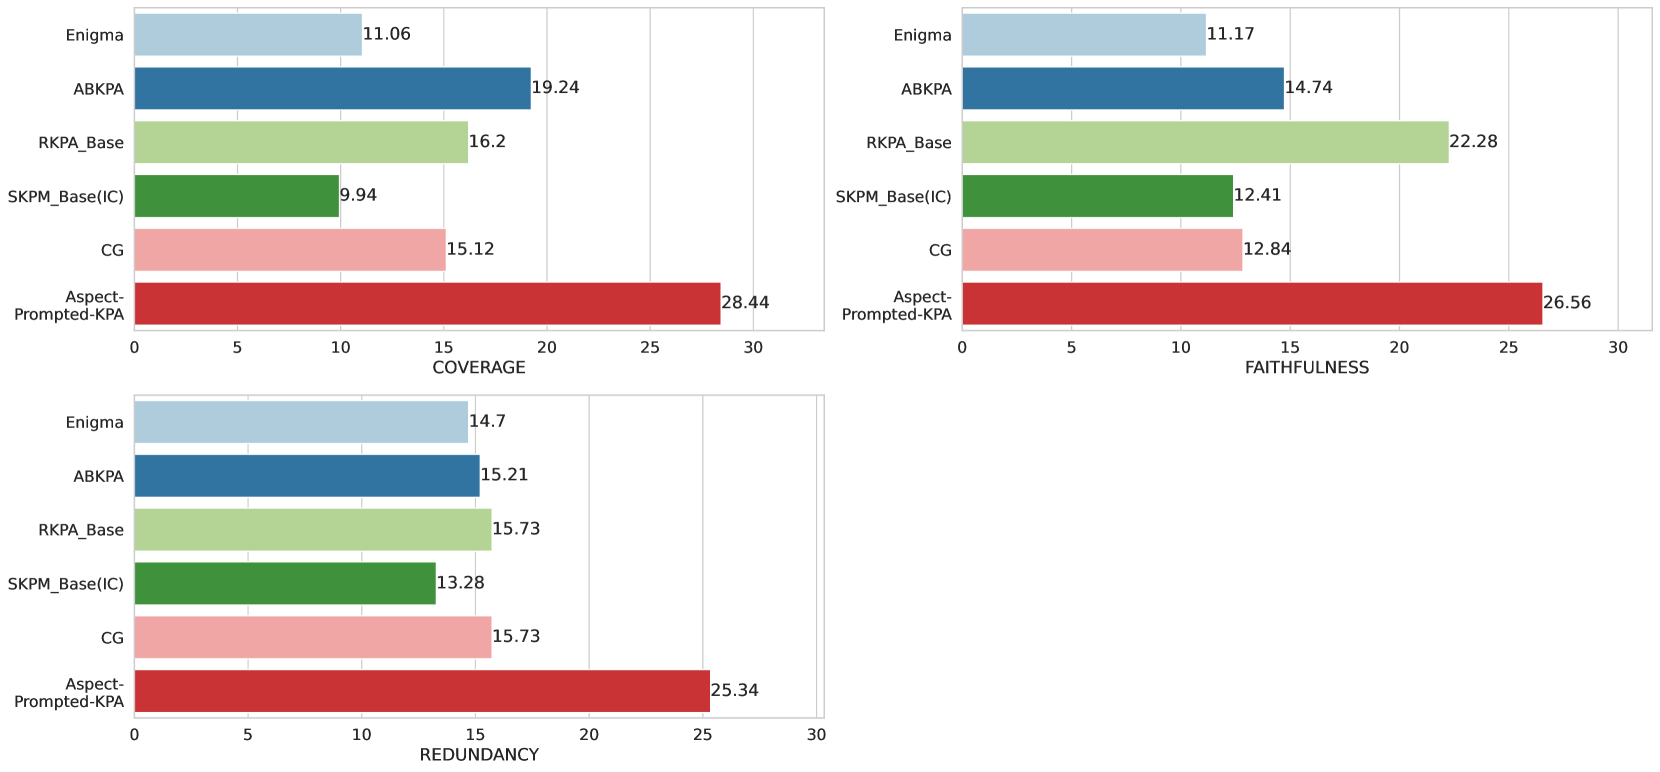 Enigma
11.06
ABKPA
19.24
RKPA_Base
16.2
SKPM_Base(IC)
9.94
CG
15.12
Aspect-
Prompted-KPA
28.44
0 5 10 15 20 25 30
COVERAGE
Enigma
11.17
ABKPA
14.74
RKPA_Base
22.28
SKPM_Base(IC)
12.41
CG
12.84
Aspect-
Prompted-KPA
26.56
0 5 10 15 20 25 30
FAITHFULNESS
Enigma
14.7
ABKPA
15.21
RKPA_Base
15.73
SKPM_Base(IC)
13.28
CG
15.73
Aspect-
Prompted-KPA
25.34
0 5 10 15 20 25 30
REDUNDANCY